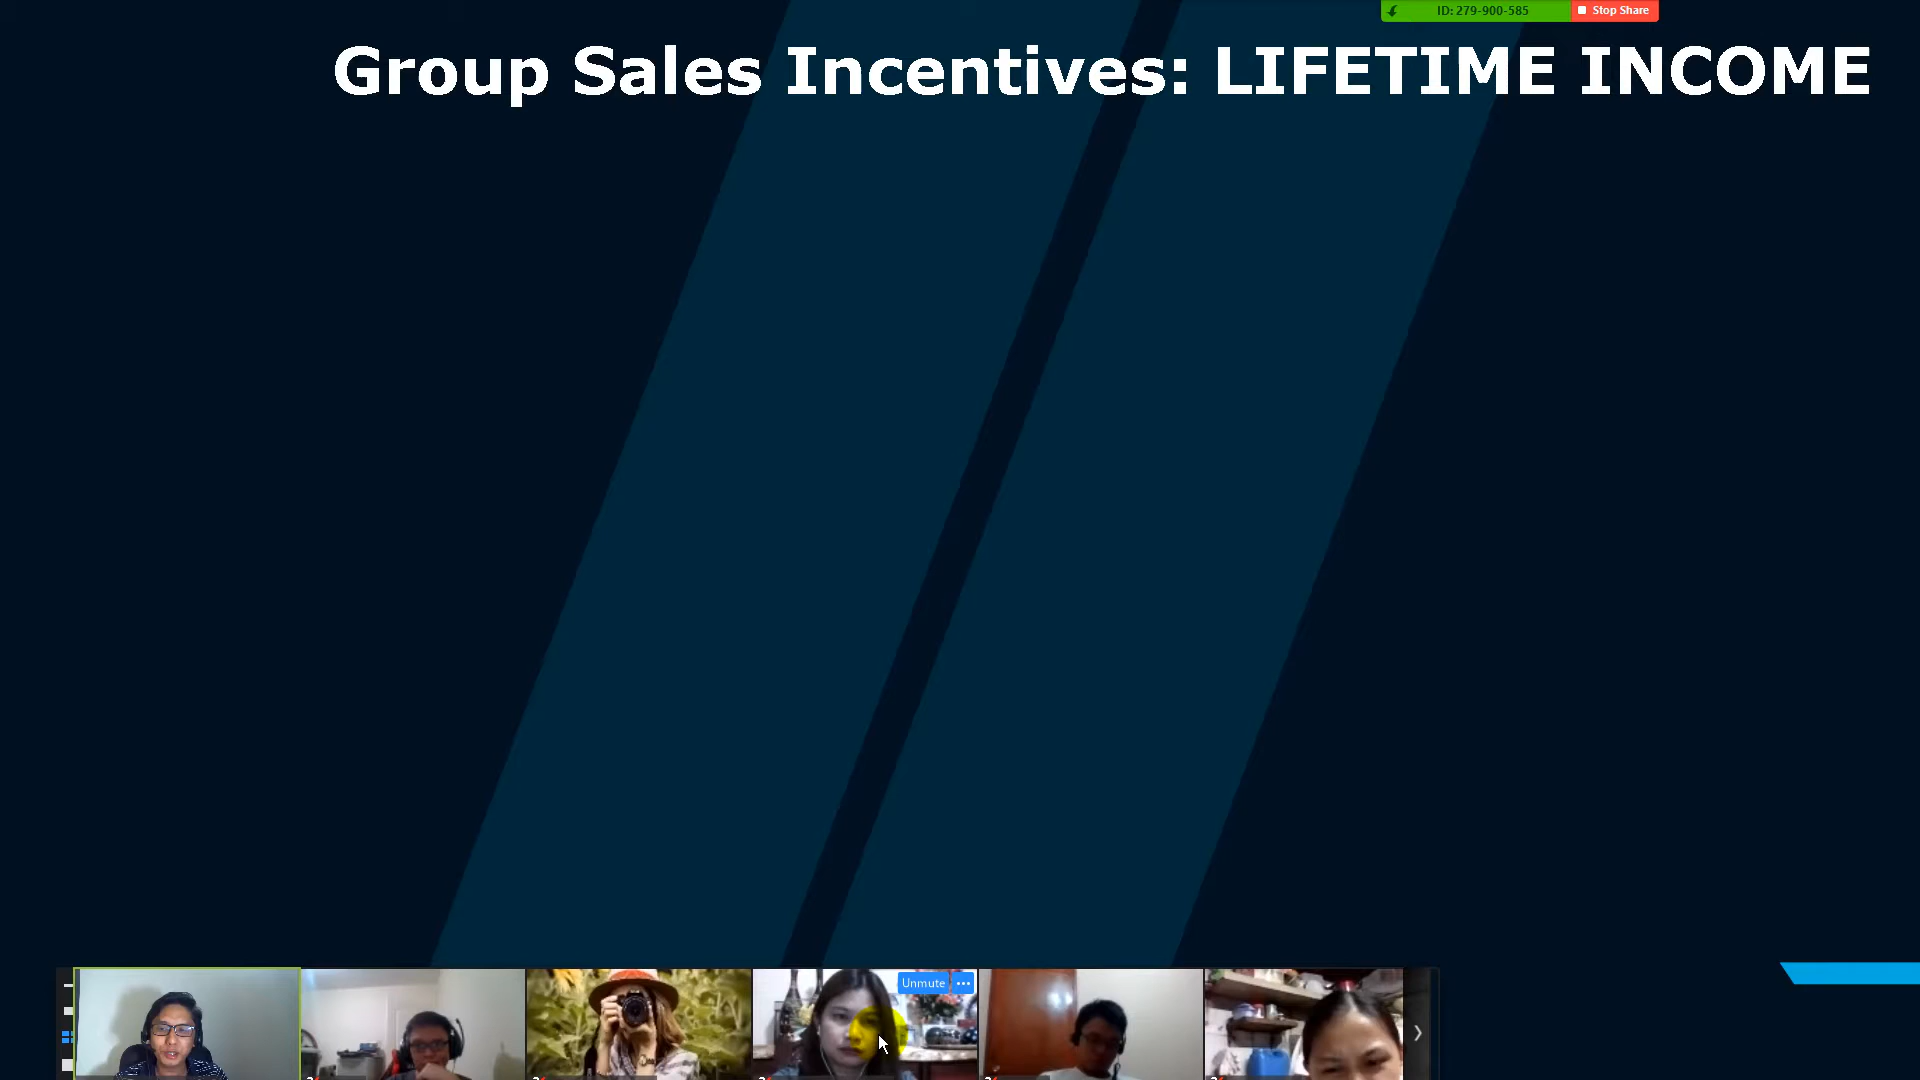 ID: 279-900-585
Stop Share
Group Sales Incentives: LIFETIME INCOME
Unmute